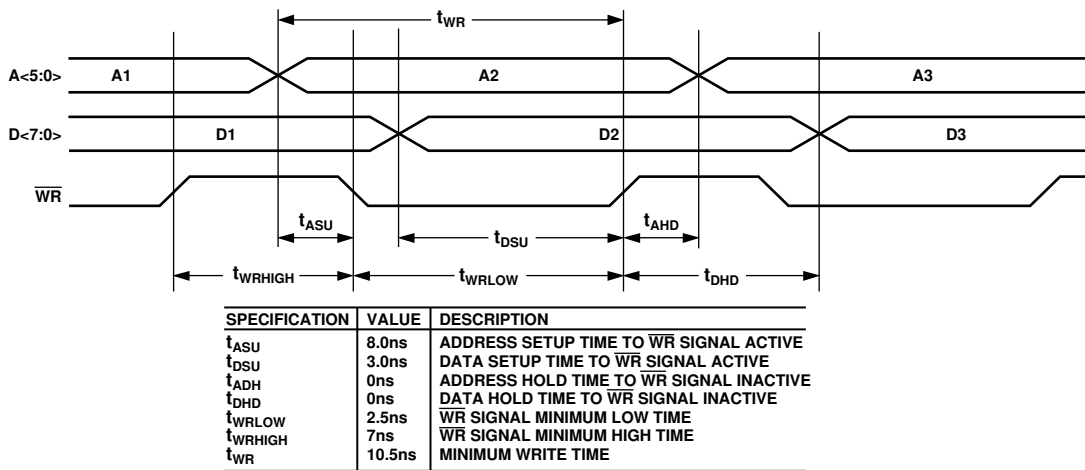 tWR
A<5:0> A1 A2 A3
D<7:0> D1 D2 D3
WR
tASU tDSU tAHD
tWRHIGH tWRLOW tDHD
SPECIFICATION VALUE DESCRIPTION
tASU 8.0ns ADDRESS SETUP TIME TO WR SIGNAL ACTIVE
tDSU 3.0ns DATA SETUP TIME TO WR SIGNAL ACTIVE
tADH 0ns ADDRESS HOLD TIME TO WR SIGNAL INACTIVE
tDHD 0ns DATA HOLD TIME TO WR SIGNAL INACTIVE
tWRLOW 2.5ns WR SIGNAL MINIMUM LOW TIME
tWRHIGH 7ns WR SIGNAL MINIMUM HIGH TIME
tWR 10.5ns MINIMUM WRITE TIME